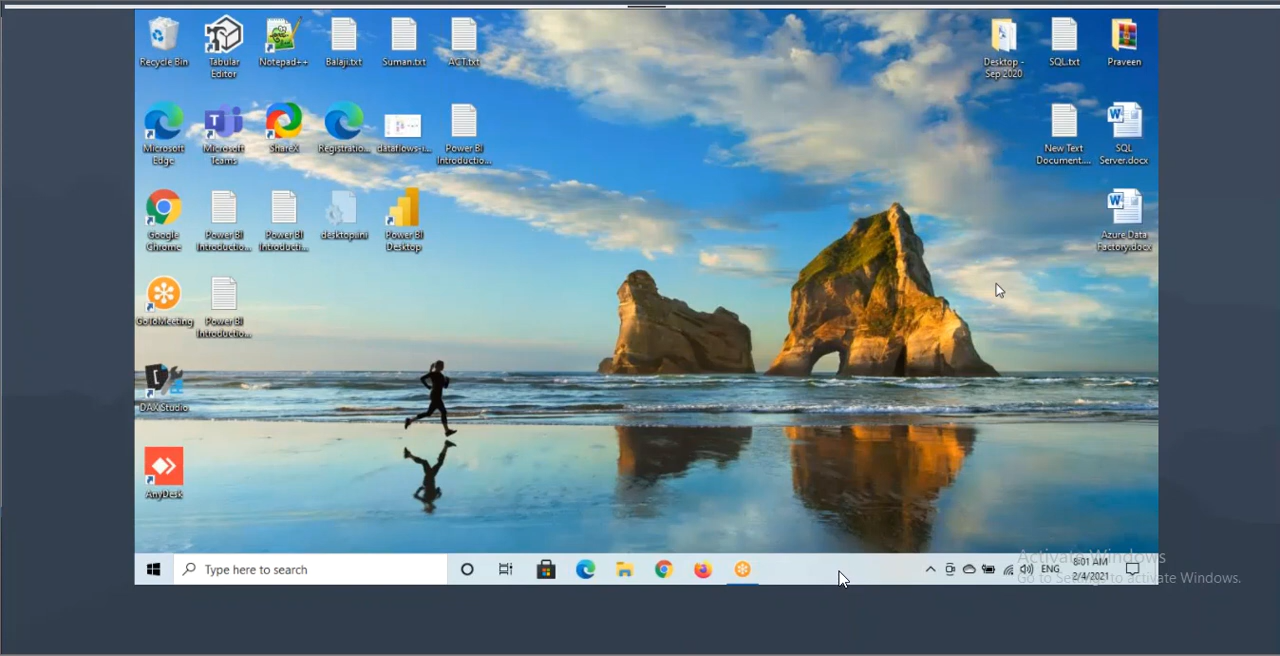 Recycle Bin
Tabular
Editor
Notepad++
Balaji.txt
Suman.txt
ACT.txt
Desktop -
Sep 2020
SQL.txt
Praveen
Microsoft
Edge
Microsoft
Teams
ShareX
Registratio...
dataflows-i...
Power BI
Introductio...
New Text
Document....
SQL
Server.docx
Google
Chrome
Power BI
Introductio...
Power BI
Introducti...
desktop.ini
Power BI
Desktop
Azure Data
Factory.docx
GoToMeeting
Power BI
Introductio...
DAX Studio
AnyDesk
Type here to search
ENG
8:01 AM
2/4/2021
Activate Windows
Go to Settings to activate Windows.